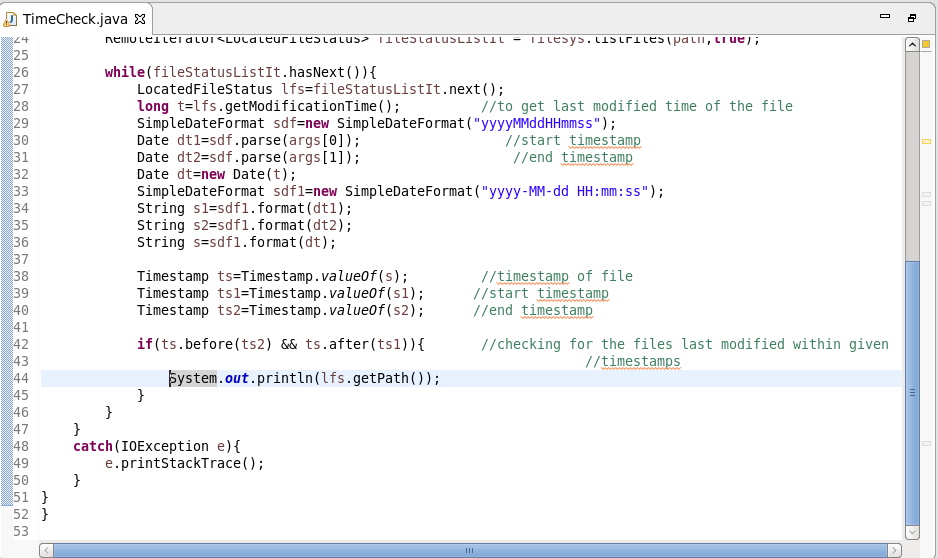 TimeCheck.java
24 RemoteIterator<LocatedFileStatus> fileStatusListIt = filesys.listFiles(path,true);
25
26 while(fileStatusListIt.hasNext()){
27 LocatedFileStatus lfs=fileStatusListIt.next();
28 long t=lfs.getModificationTime(); //to get last modified time of the file
29 SimpleDateFormat sdf=new SimpleDateFormat("yyyyMMddHHmmss");
30 Date dt1=sdf.parse(args[0]); //start timestamp
31 Date dt2=sdf.parse(args[1]); //end timestamp
32 Date dt=new Date(t);
33 SimpleDateFormat sdf1=new SimpleDateFormat("yyyy-MM-dd HH:mm:ss");
34 String s1=sdf1.format(dt1);
35 String s2=sdf1.format(dt2);
36 String s=sdf1.format(dt);
37
38 Timestamp ts=Timestamp.valueOf(s); //timestamp of file
39 Timestamp ts1=Timestamp.valueOf(s1); //start timestamp
40 Timestamp ts2=Timestamp.valueOf(s2); //end timestamp
41
42 if(ts.before(ts2) && ts.after(ts1)){ //checking for the files last modified within given
43 //timestamps
44 System.out.println(lfs.getPath());
45 }
46 }
47 }
48 catch(IOException e){
49 e.printStackTrace();
50 }
51 }
52 }
53